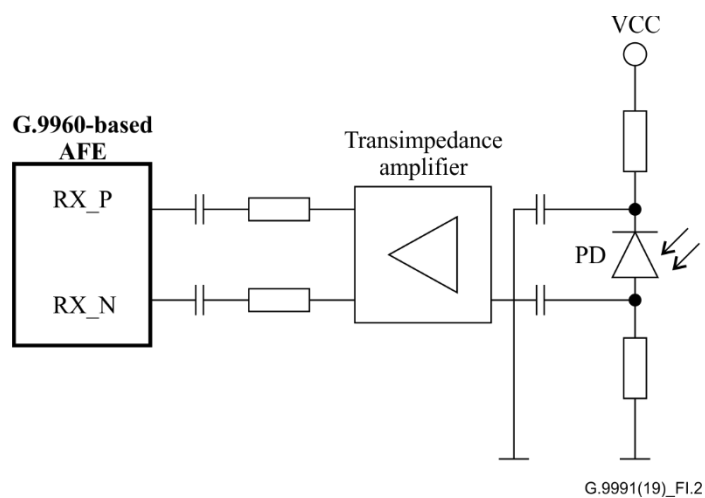 VCC
G.9960-based
AFE
Transimpedance
amplifier
RX_P
PD
RX_N
G.9991(19)_FI.2